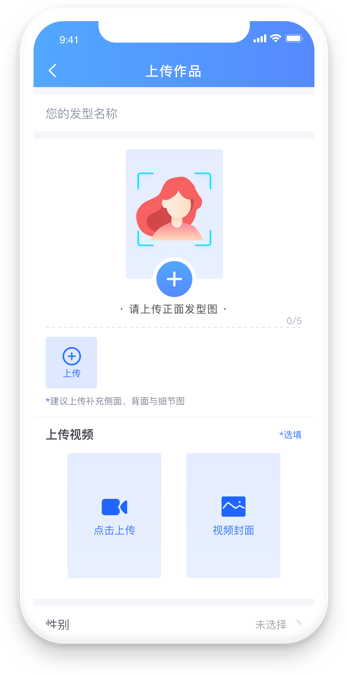 9:41
上传作品
您的发型名称
· 请上传正面发型图 ·
0/5
上传
*建议上传补充侧面、背面与细节图
上传视频
*选填
点击上传
视频封面
性别
未选择